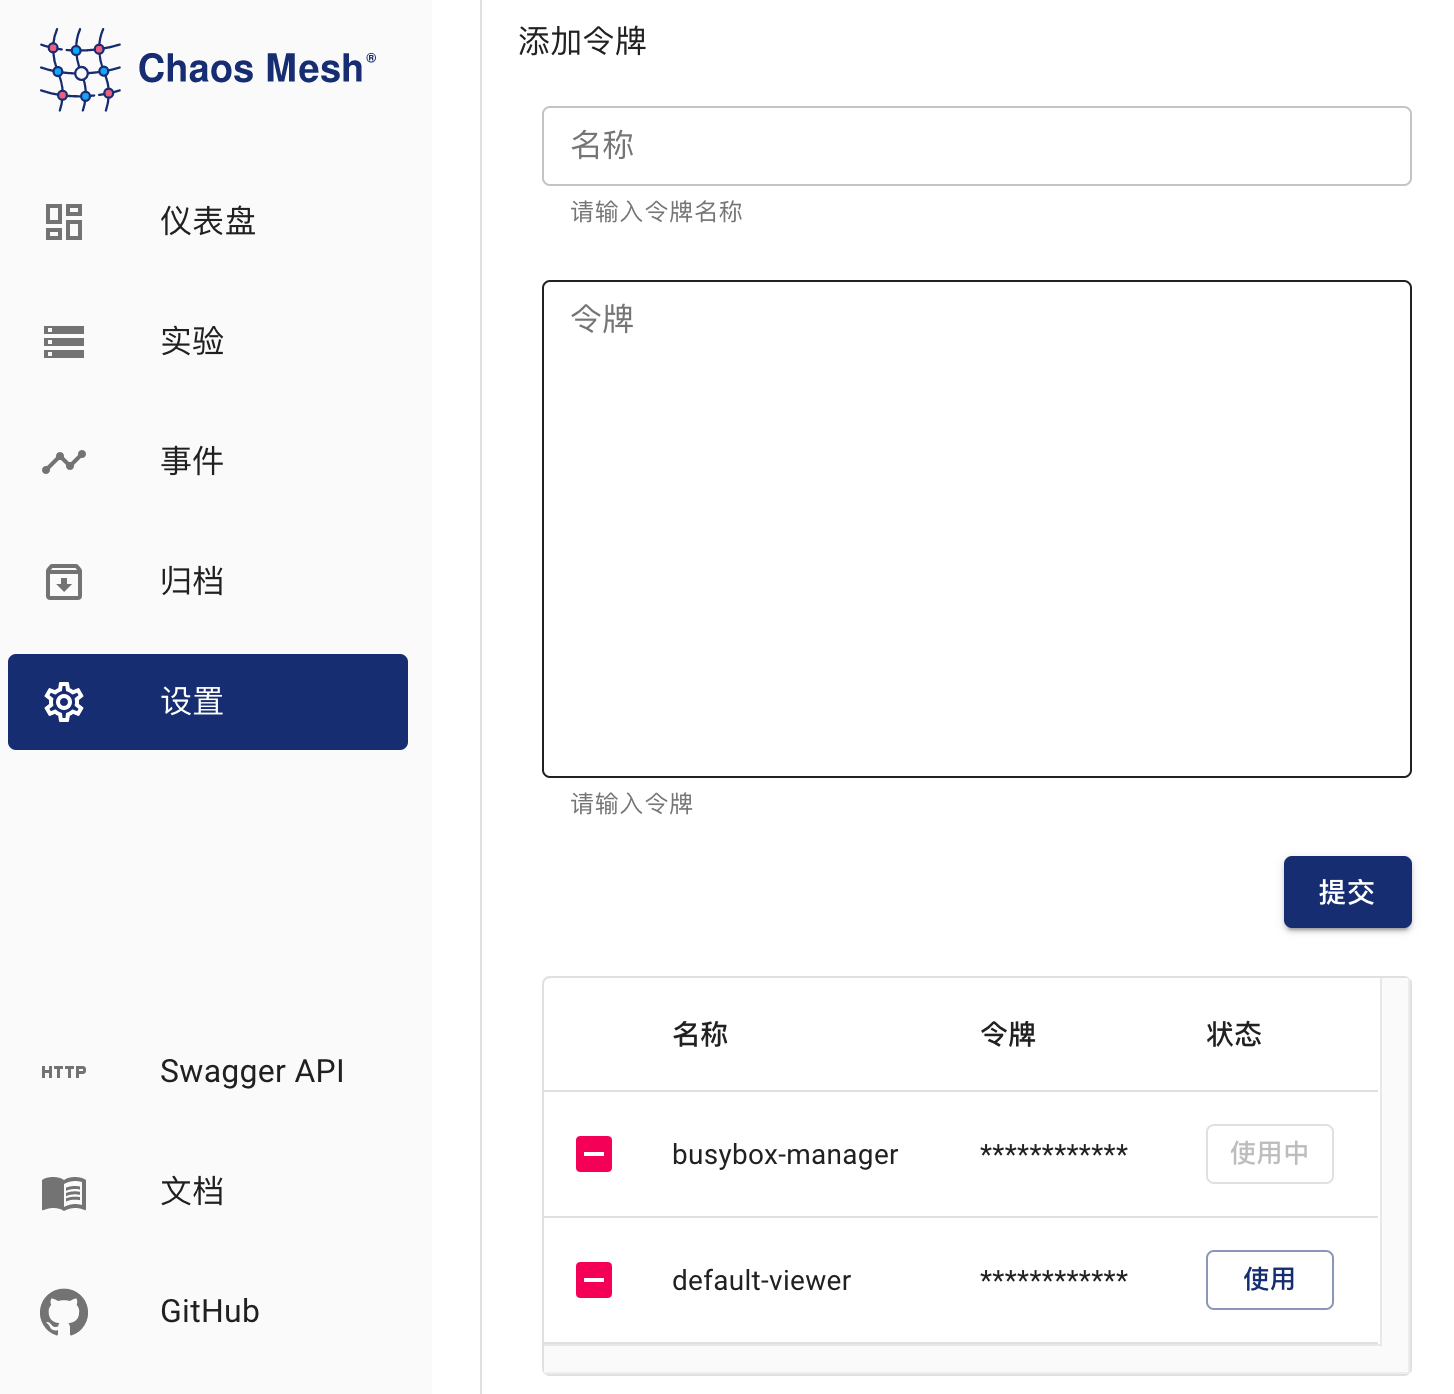 Chaos Mesh®
仪表盘
实验
事件
归档
设置
HTTP Swagger API
文档
GitHub
添加令牌
名称
请输入令牌名称
令牌
请输入令牌
提交
名称 令牌 状态
busybox-manager ************ 使用中
default-viewer ************ 使用